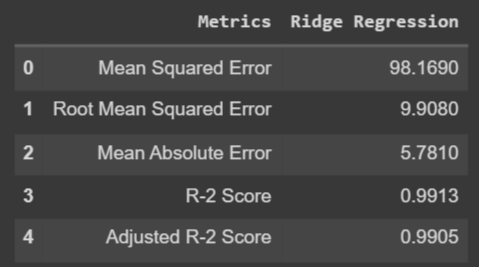 Metrics Ridge Regression
0 Mean Squared Error 98.1690
1 Root Mean Squared Error 9.9080
2 Mean Absolute Error 5.7810
3 R-2 Score 0.9913
4 Adjusted R-2 Score 0.9905